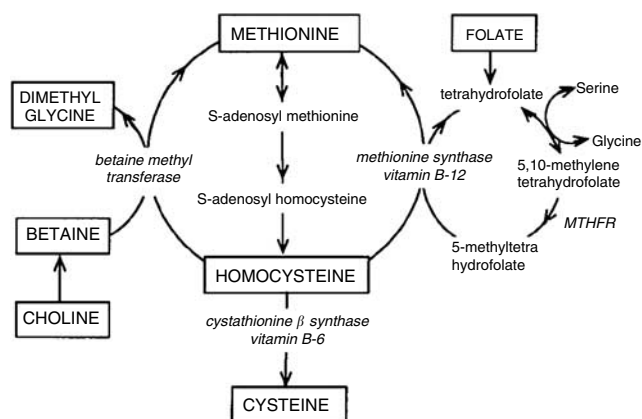 METHIONINE
FOLATE
DIMETHYL
GLYCINE
S-adenosyl methionine
tetrahydrofolate
Serine
Glycine
betaine methyl
transferase
methionine synthase
vitamin B-12
5,10-methylene
tetrahydrofolate
S-adenosyl homocysteine
MTHFR
BETAINE
5-methyltetra
hydrofolate
HOMOCYSTEINE
CHOLINE
cystathionine β synthase
vitamin B-6
CYSTEINE